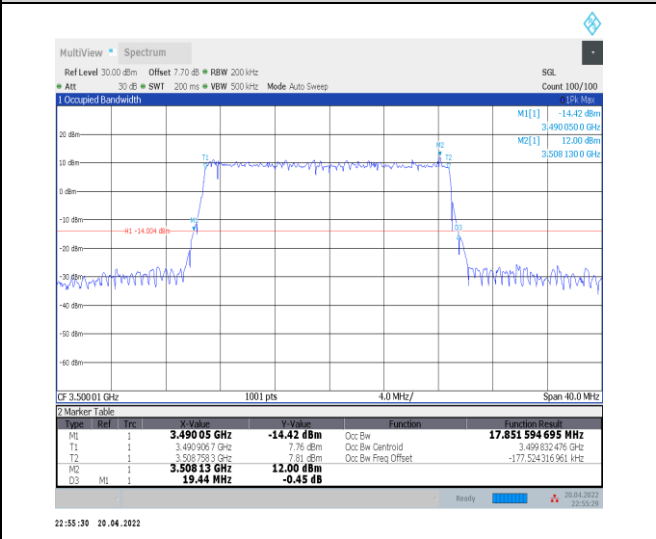 MultiView Spectrum
Ref Level 30.00 dBm Offset 7.70 dB RBW 200 kHz SGL
Att 30 dB SWT 200 ms VBW 500 kHz Mode Auto Sweep Count 100/100
1 Occupied Bandwidth 1Pk Max
M1[1] -14.42 dBm
3.490 050 0 GHz
M2[1] 12.00 dBm
3.508 130 0 GHz
20 dBm
M2
T1 T2
10 dBm
0 dBm
-10 dBm
M1
H1 -14.004 dBm
D3
-20 dBm
-30 dBm
-40 dBm
-50 dBm
-60 dBm
CF 3.500 01 GHz 1001 pts 4.0 MHz/ Span 40.0 MHz
2 Marker Table
Type Ref Trc X-Value Y-Value Function Function Result
M1 1 3.490 05 GHz -14.42 dBm Occ Bw 17.851 594 695 MHz
T1 1 3.490 906 7 GHz 7.76 dBm Occ Bw Centroid 3.499 832 476 GHz
T2 1 3.508 758 3 GHz 7.81 dBm Occ Bw Freq Offset -177.524 316 961 kHz
M2 1 3.508 13 GHz 12.00 dBm
D3 M1 1 19.44 MHz -0.45 dB
Ready 20.04.2022
22:55:29
22:55:30 20.04.2022